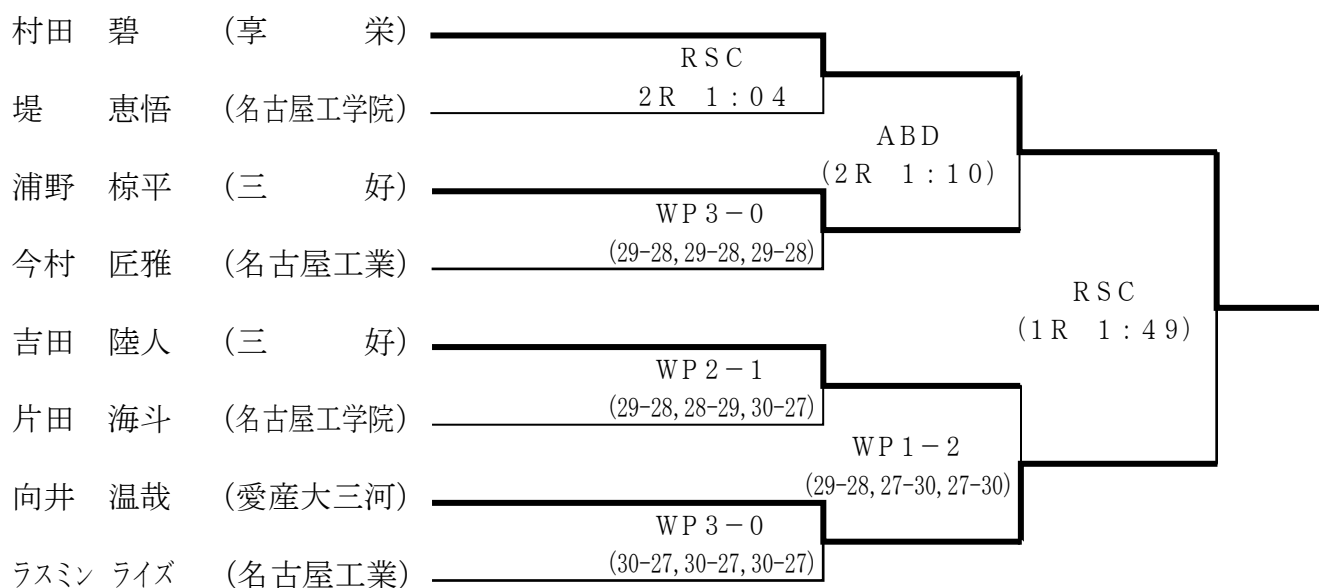 村田 碧 (享 栄)
RSC
2R 1:04
堤 恵悟 (名古屋工学院)
ABD
(2R 1:10)
浦野 椋平 (三 好)
WP3-0
(29-28,29-28,29-28)
今村 匠雅 (名古屋工業)
RSC
(1R 1:49)
吉田 陸人 (三 好)
WP2-1
(29-28,28-29,30-27)
片田 海斗 (名古屋工学院)
WP1-2
(29-28,27-30,27-30)
向井 温哉 (愛産大三河)
WP3-0
(30-27,30-27,30-27)
ラスミン ライズ (名古屋工業)